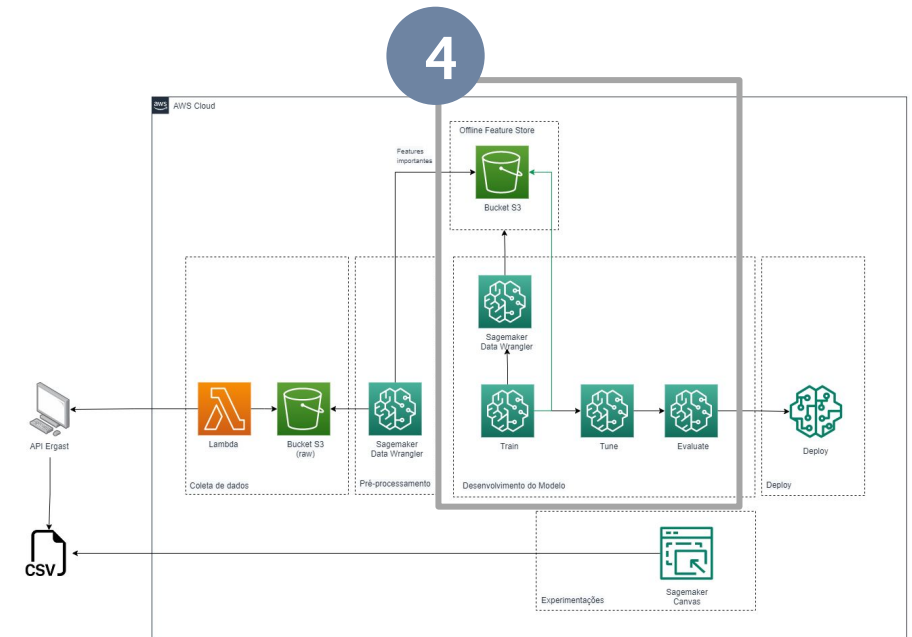 4
aws
AWS Cloud
Offline Feature Store
Features
importantes
Bucket S3
Sagemaker
Data Wrangler
API Ergast
Lambda
Bucket S3
(raw)
Sagemaker
Data Wrangler
Train
Tune
Evaluate
Deploy
Coleta de dados
Pré-processamento
Desenvolvimento do Modelo
Deploy
CSV
Sagemaker
Canvas
Experimentações